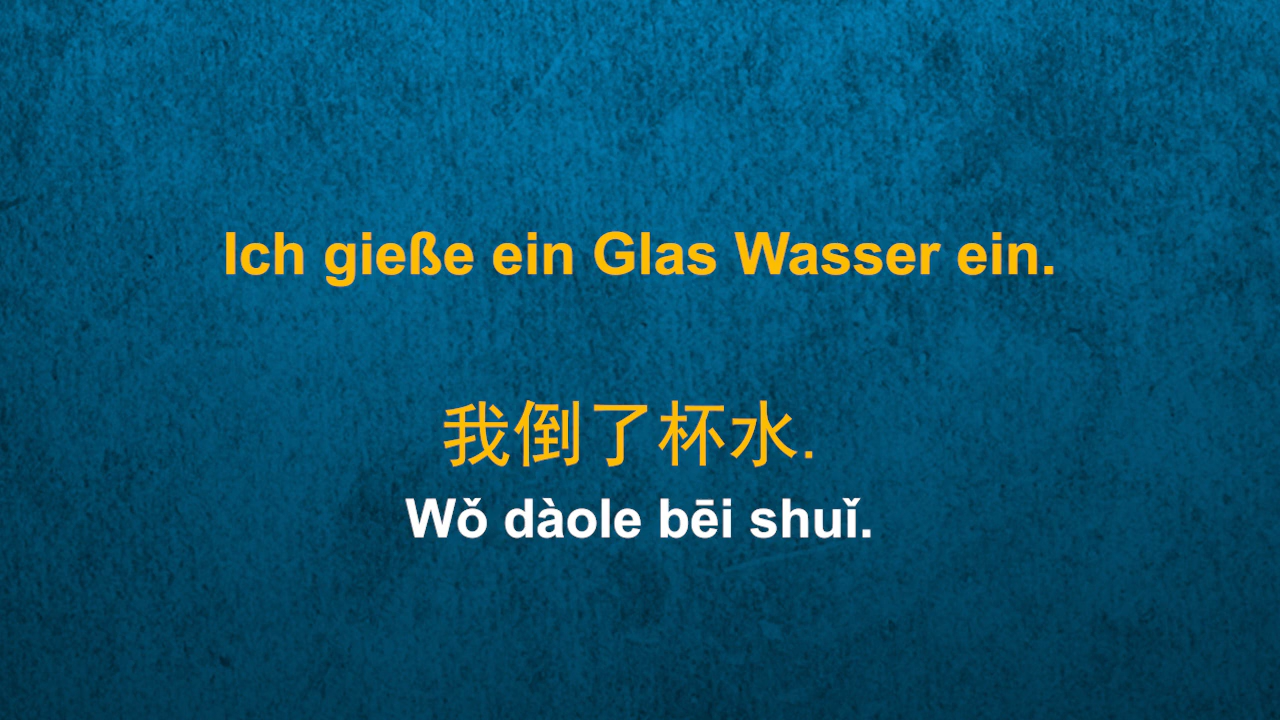 Ich gieße ein Glas Wasser ein.
我倒了杯水.
Wǒ dàole bēi shuǐ.